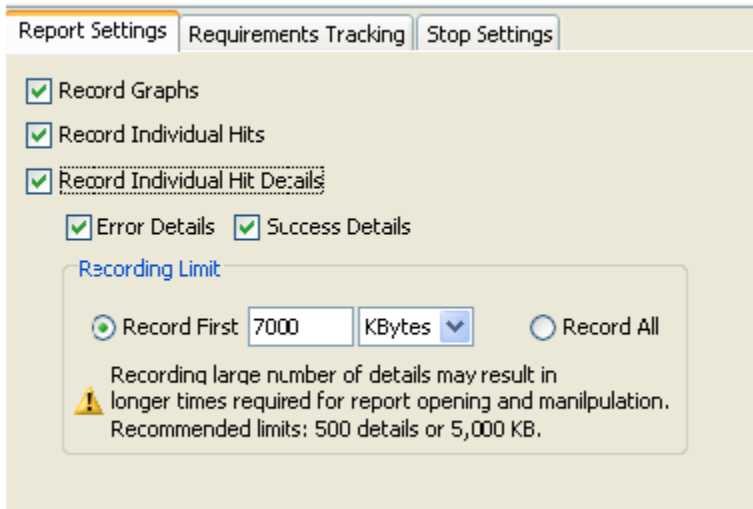 Report Settings Requirements Tracking Stop Settings
Record Graphs
Record Individual Hits
Record Individual Hit Details
Error Details Success Details
Recording Limit
Record First 7000 KBytes Record All
Recording large number of details may result in
longer times required for report opening and manilpulation.
Recommended limits: 500 details or 5,000 KB.